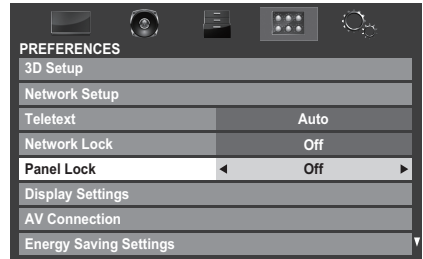 PREFERENCES
3D Setup
Network Setup
Teletext Auto
Network Lock Off
Panel Lock Off
Display Settings
AV Connection
Energy Saving Settings